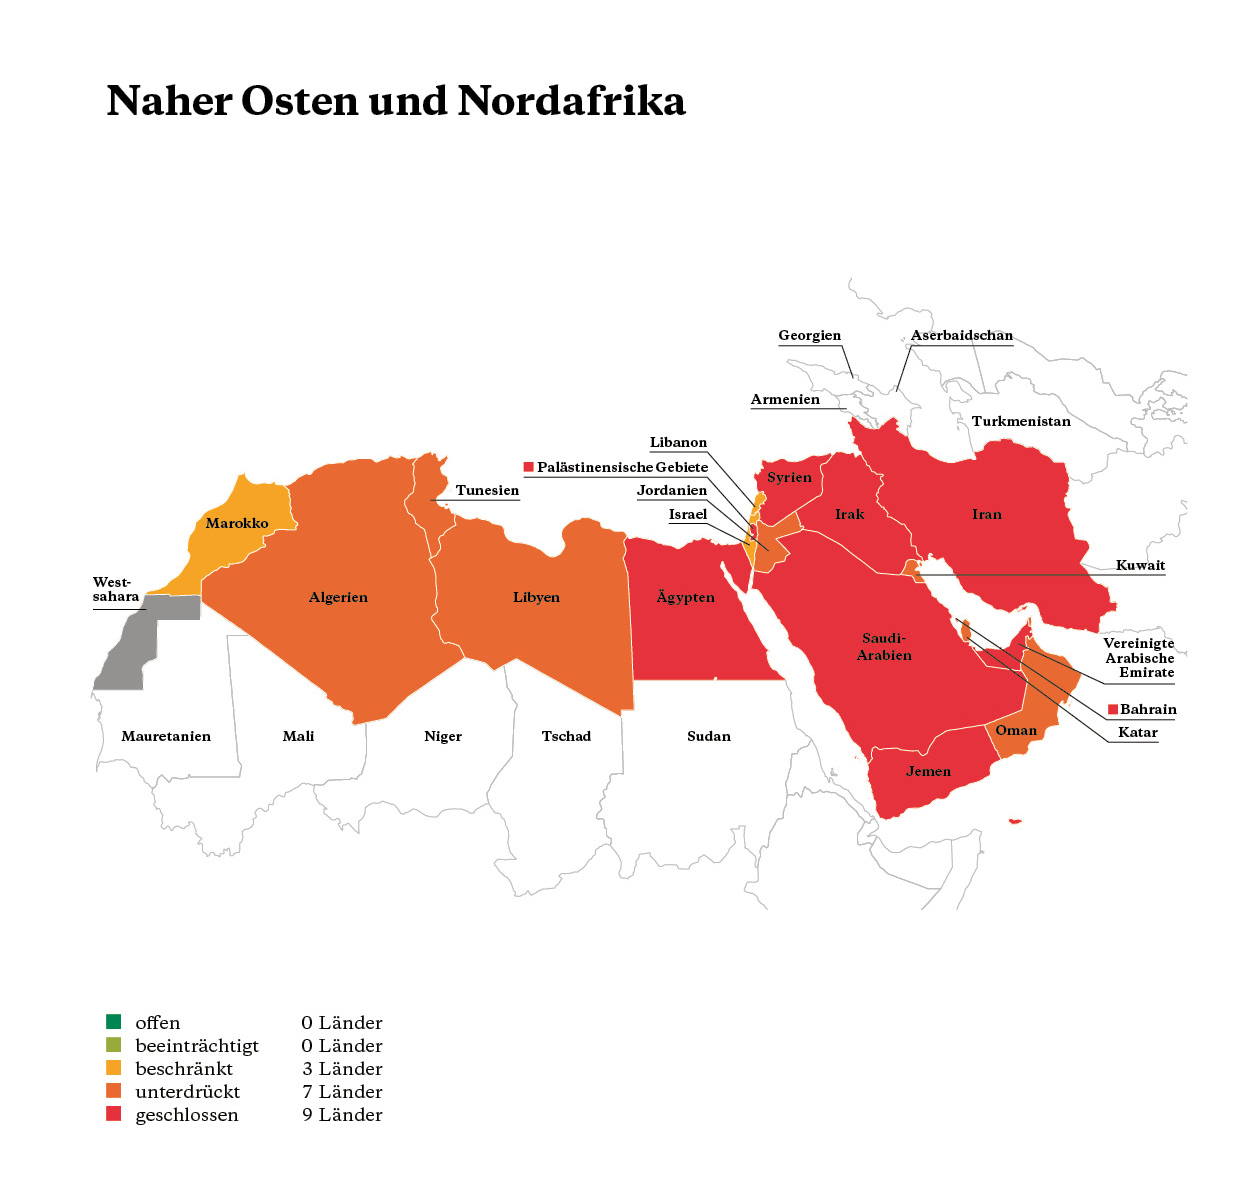 Naher Osten und Nordafrika
Georgien
Aserbaidschan
Armenien
Turkmenistan
Libanon
Palästinensische Gebiete
Syrien
Jordanien
Tunesien
Israel
Marokko
Irak
Iran
Kuwait
West-
sahara
Algerien
Libyen
Ägypten
Saudi-
Arabien
Vereinigte
Arabische
Emirate
Bahrain
Katar
Oman
Jemen
Mauretanien
Mali
Niger
Tschad
Sudan
offen 0 Länder
beeinträchtigt 0 Länder
beschränkt 3 Länder
unterdrückt 7 Länder
geschlossen 9 Länder